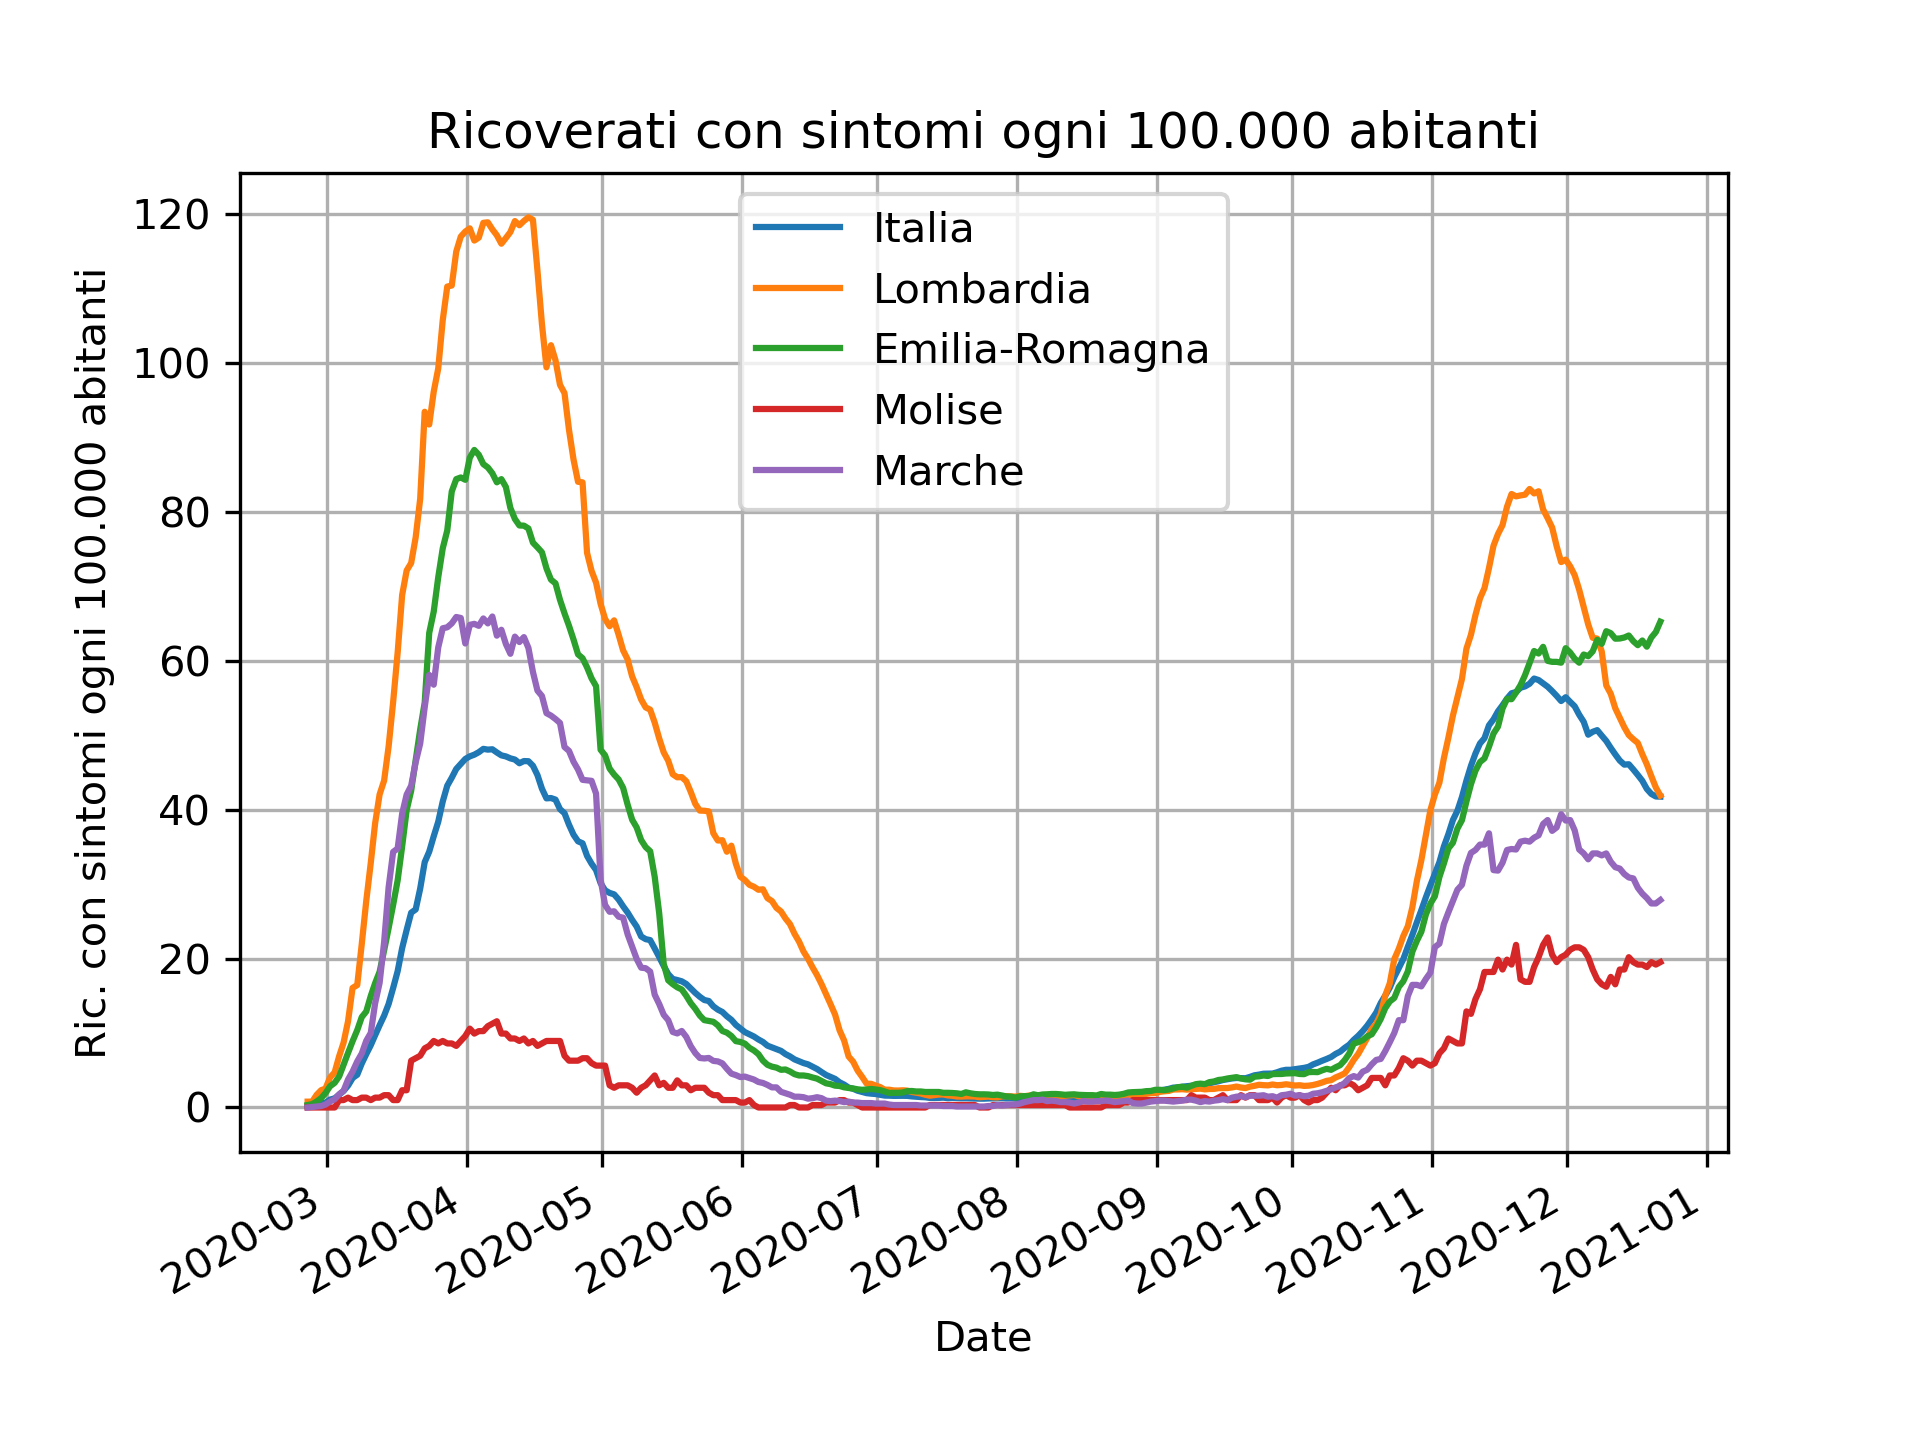 Ricoverati con sintomi ogni 100.000 abitanti
Ric. con sintomi ogni 100.000 abitanti
120
100
80
60
40
20
0
Italia
Lombardia
Emilia-Romagna
Molise
Marche
2020-03
2020-04
2020-05
2020-06
2020-07
2020-08
2020-09
2020-10
2020-11
2020-12
2021-01
Date